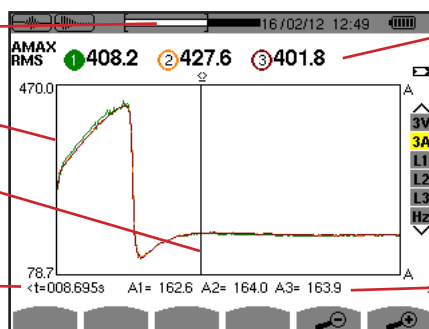 16/02/12 12:49
AMAX
RMS
1 408.2 2 427.6 3 401.8
470.0
A
3V
3A
L1
L2
L3
Hz
78.7
A
<t=008.695s A1= 162.6 A2= 164.0 A3= 163.9